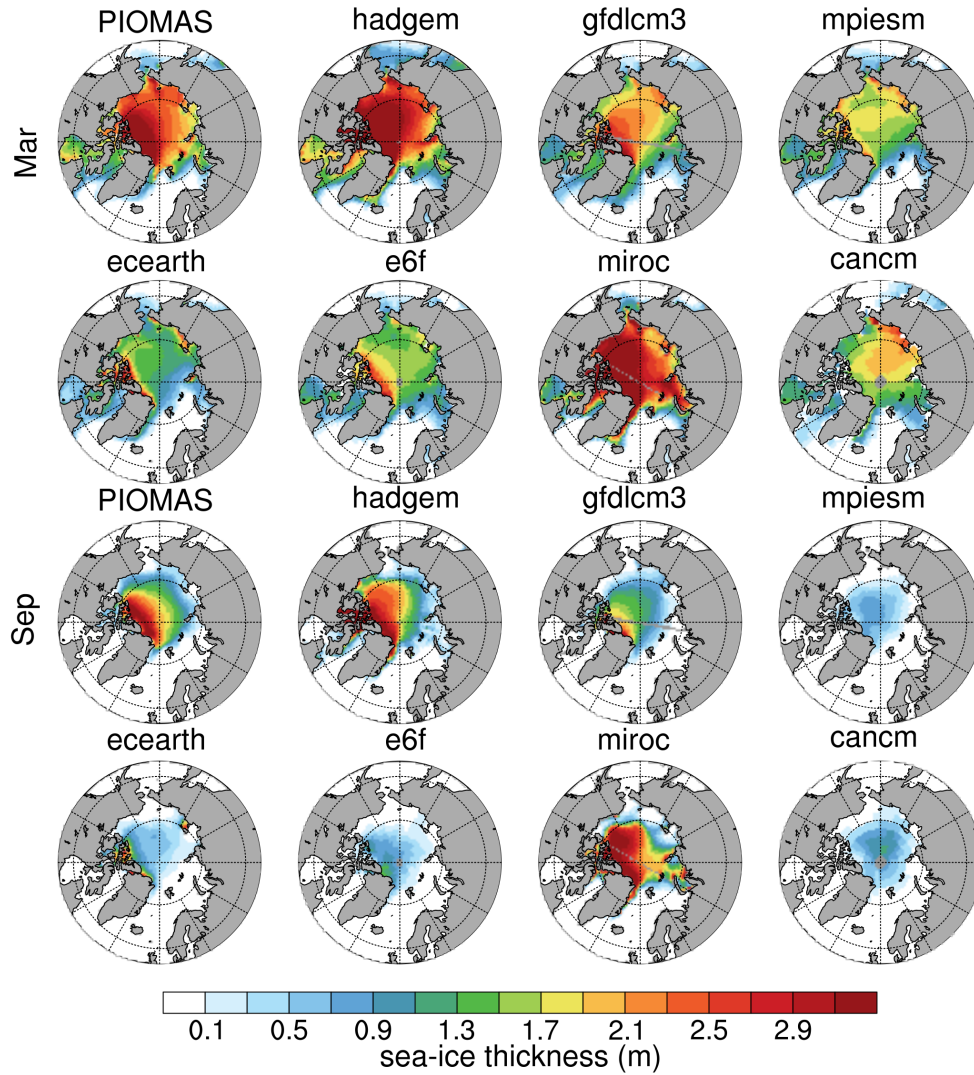 PIOMAS hadgem gfdlcm3 mpiesm
Mar
ecearth e6f miroc cancm
PIOMAS hadgem gfdlcm3 mpiesm
Sep
ecearth e6f miroc cancm
0.1 0.5 0.9 1.3 1.7 2.1 2.5 2.9
sea-ice thickness (m)